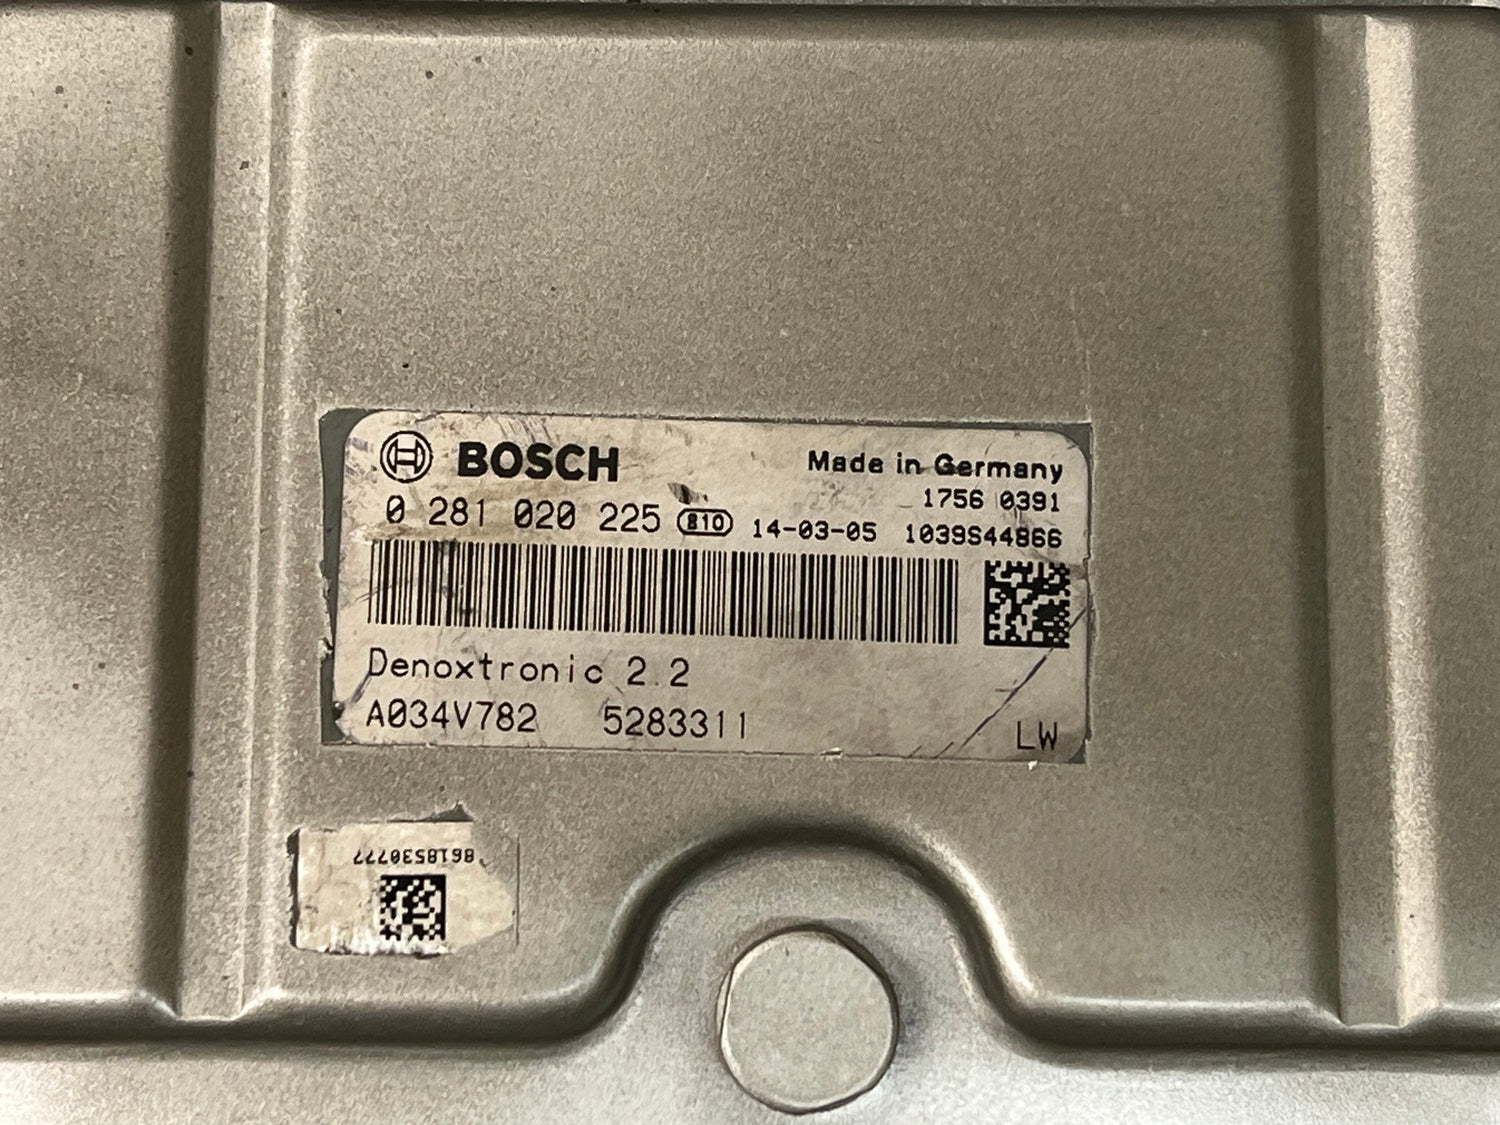 BOSCH Made in Germany
1756 0391
0 281 020 225 810 14-03-05 1039S44866
Denoxtronic 2.2
A034V782 5283311 LW
8618530777